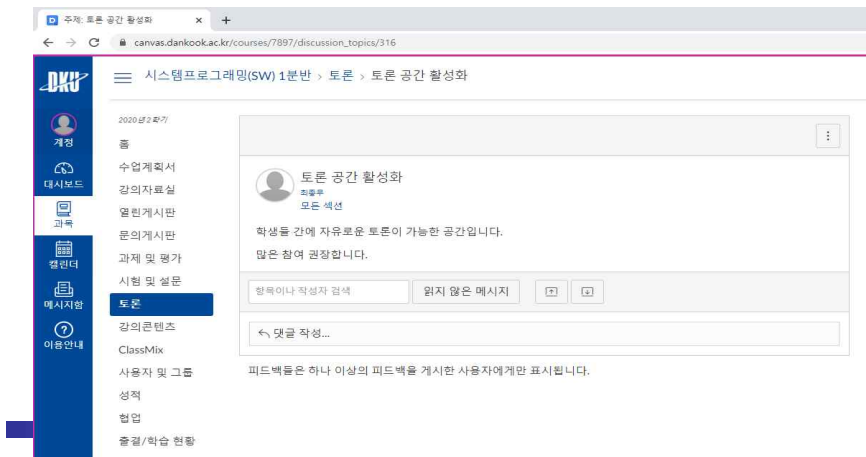 주제: 토론 공간 활성화
canvas.dankook.ac.kr/courses/7897/discussion_topics/316
DKU
시스템프로그래밍(SW) 1분반 > 토론 > 토론 공간 활성화
계정
대시보드
과목
캘린더
메시지함
이용안내
2020년 2학기
홈
수업계획서
강의자료실
열린게시판
문의게시판
과제 및 평가
시험 및 설문
토론
강의콘텐츠
ClassMix
사용자 및 그룹
성적
협업
출결/학습 현황
토론 공간 활성화
최종무
모든 섹션
학생들 간에 자유로운 토론이 가능한 공간입니다.
많은 참여 권장합니다.
항목이나 작성자 검색
읽지 않은 메시지
댓글 작성...
피드백들은 하나 이상의 피드백을 게시한 사용자에게만 표시됩니다.